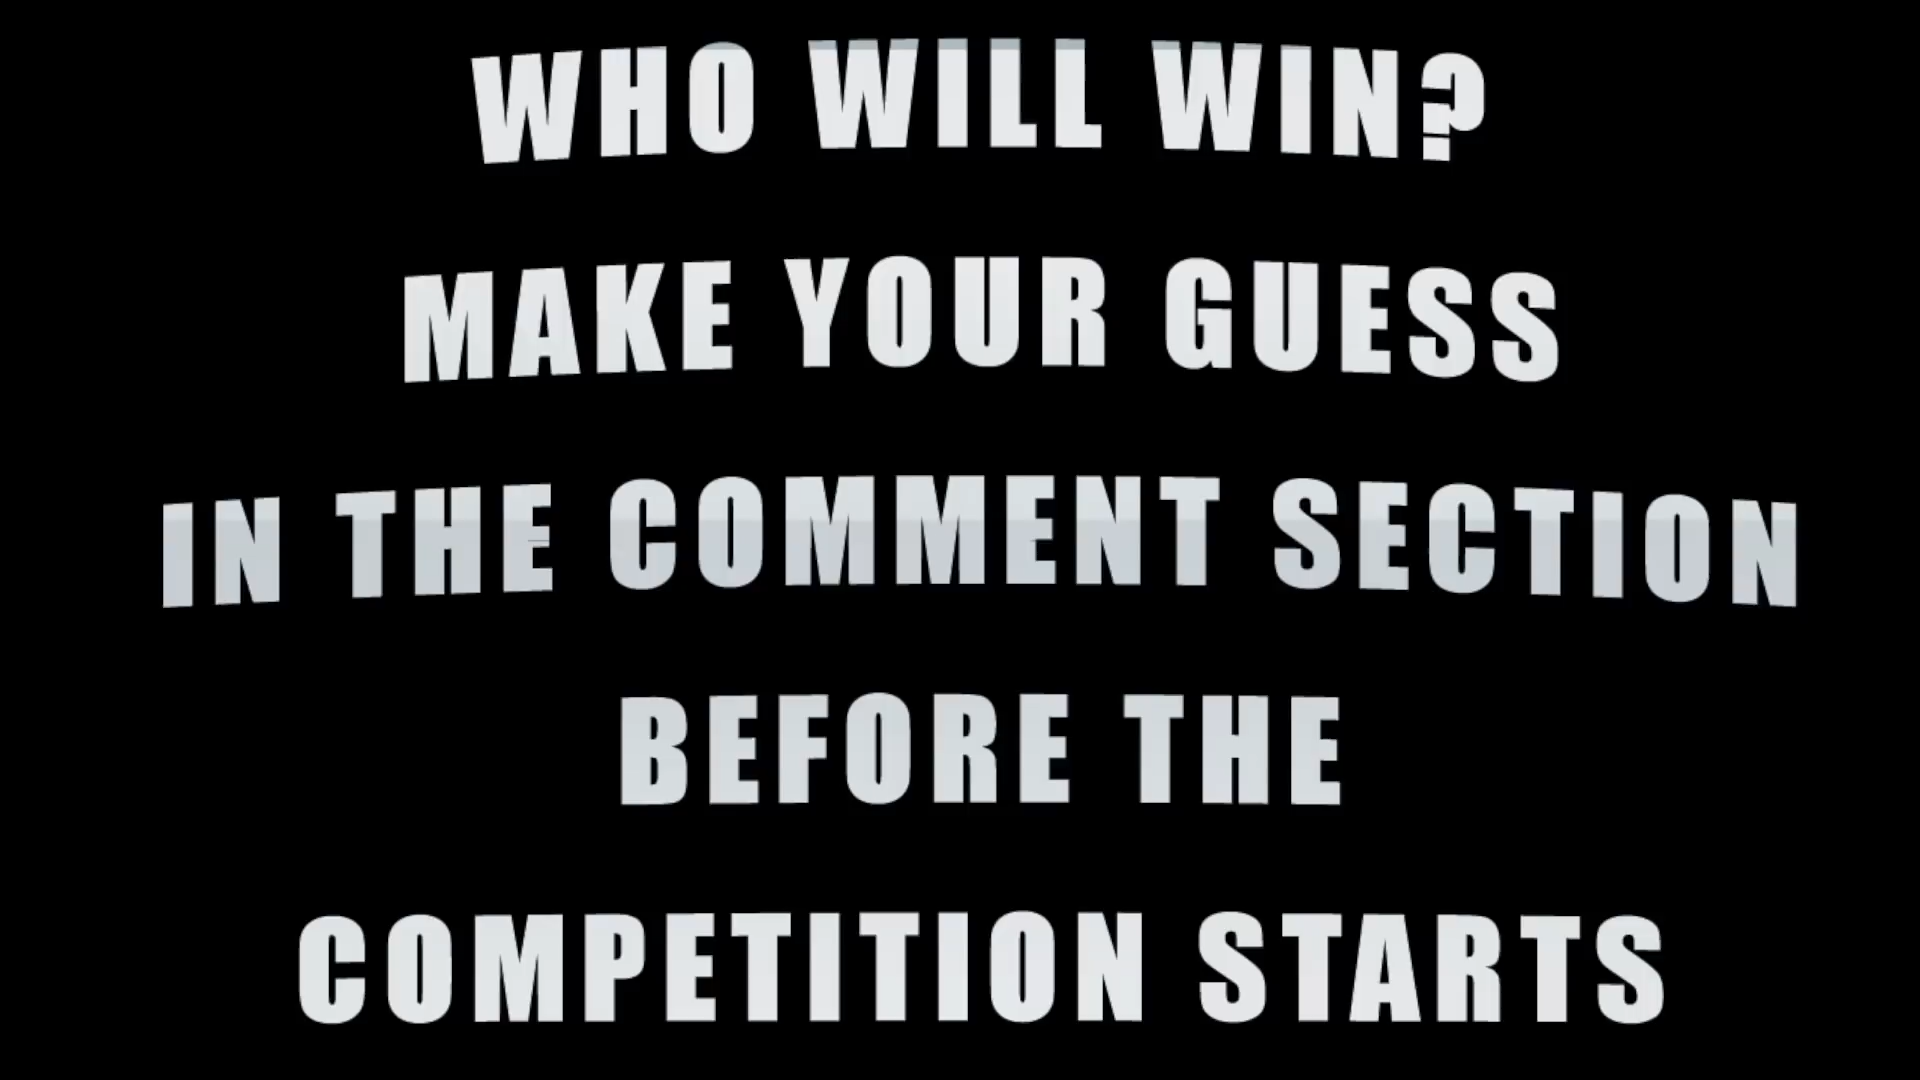 WHO WILL WIN?
MAKE YOUR GUESS
IN THE COMMENT SECTION
BEFORE THE
COMPETITION STARTS